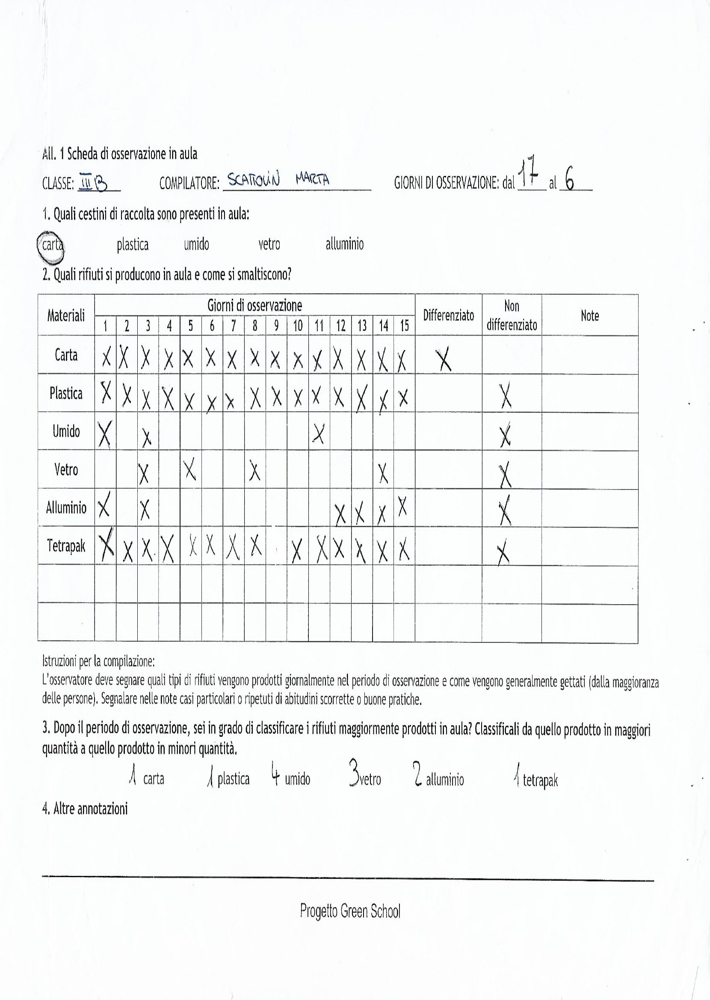 All. 1 Scheda di osservazione in aula
CLASSE: III B COMPILATORE: SCATTOLIN MARTA GIORNI DI OSSERVAZIONE: dal 17 al 6
1. Quali cestini di raccolta sono presenti in aula:
carta plastica umido vetro alluminio
2. Quali rifiuti si producono in aula e come si smaltiscono?
Materiali Giorni di osservazione Differenziato Non differenziato Note
1 2 3 4 5 6 7 8 9 10 11 12 13 14 15
Carta X X X X X X X X X X X X X X X X
Plastica X X X X X X X X X X X X X X X X
Umido X X X X
Vetro X X X X X
Alluminio X X X X X X X
Tetrapak X X X X X X X X X X X X X X X
Istruzioni per la compilazione:
L'osservatore deve segnare quali tipi di rifiuti vengono prodotti giornalmente nel periodo di osservazione e come vengono generalmente gettati (dalla maggioranza
delle persone). Segnalare nelle note casi particolari o ripetuti di abitudini scorrette o buone pratiche.
3. Dopo il periodo di osservazione, sei in grado di classificare i rifiuti maggiormente prodotti in aula? Classificali da quello prodotto in maggiori
quantità a quello prodotto in minori quantità.
1 carta 1 plastica 4 umido 3 vetro 2 alluminio 1 tetrapak
4. Altre annotazioni
Progetto Green School